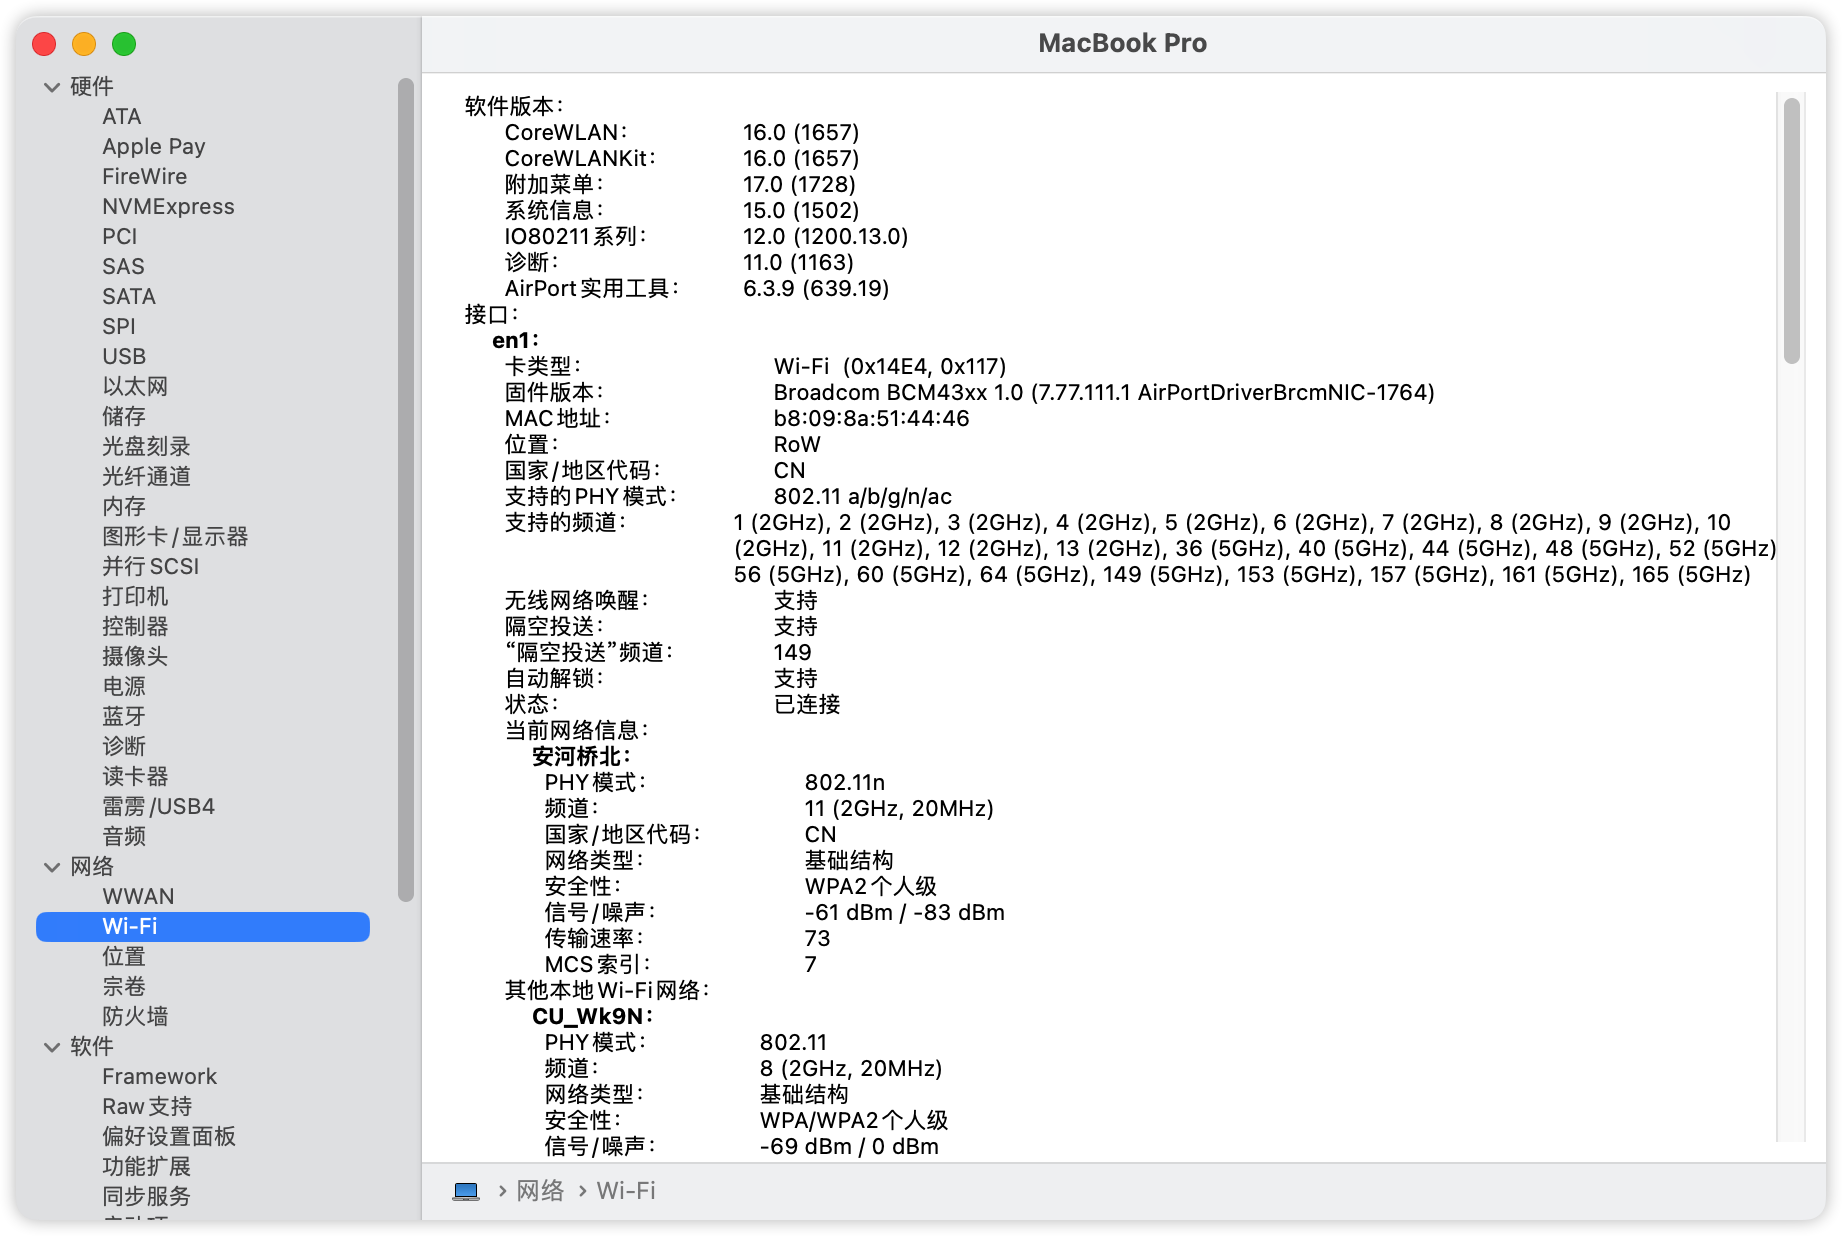 MacBook Pro
硬件
ATA
Apple Pay
FireWire
NVMExpress
PCI
SAS
SATA
SPI
USB
以太网
储存
光盘刻录
光纤通道
内存
图形卡/显示器
并行SCSI
打印机
控制器
摄像头
电源
蓝牙
诊断
读卡器
雷雳/USB4
音频
网络
WWAN
Wi-Fi
位置
宗卷
防火墙
软件
Framework
Raw支持
偏好设置面板
功能扩展
同步服务
软件版本：
CoreWLAN： 16.0 (1657)
CoreWLANKit： 16.0 (1657)
附加菜单： 17.0 (1728)
系统信息： 15.0 (1502)
IO80211系列： 12.0 (1200.13.0)
诊断： 11.0 (1163)
AirPort实用工具： 6.3.9 (639.19)
接口：
en1：
卡类型： Wi-Fi (0x14E4, 0x117)
固件版本： Broadcom BCM43xx 1.0 (7.77.111.1 AirPortDriverBrcmNIC-1764)
MAC地址： b8:09:8a:51:44:46
位置： RoW
国家/地区代码： CN
支持的PHY模式： 802.11 a/b/g/n/ac
支持的频道： 1 (2GHz), 2 (2GHz), 3 (2GHz), 4 (2GHz), 5 (2GHz), 6 (2GHz), 7 (2GHz), 8 (2GHz), 9 (2GHz), 10
(2GHz), 11 (2GHz), 12 (2GHz), 13 (2GHz), 36 (5GHz), 40 (5GHz), 44 (5GHz), 48 (5GHz), 52 (5GHz)
56 (5GHz), 60 (5GHz), 64 (5GHz), 149 (5GHz), 153 (5GHz), 157 (5GHz), 161 (5GHz), 165 (5GHz)
无线网络唤醒： 支持
隔空投送： 支持
“隔空投送”频道： 149
自动解锁： 支持
状态： 已连接
当前网络信息：
安河桥北：
PHY模式： 802.11n
频道： 11 (2GHz, 20MHz)
国家/地区代码： CN
网络类型： 基础结构
安全性： WPA2个人级
信号/噪声： -61 dBm / -83 dBm
传输速率： 73
MCS索引： 7
其他本地Wi-Fi网络：
CU_Wk9N：
PHY模式： 802.11
频道： 8 (2GHz, 20MHz)
网络类型： 基础结构
安全性： WPA/WPA2个人级
信号/噪声： -69 dBm / 0 dBm
› 网络 › Wi-Fi